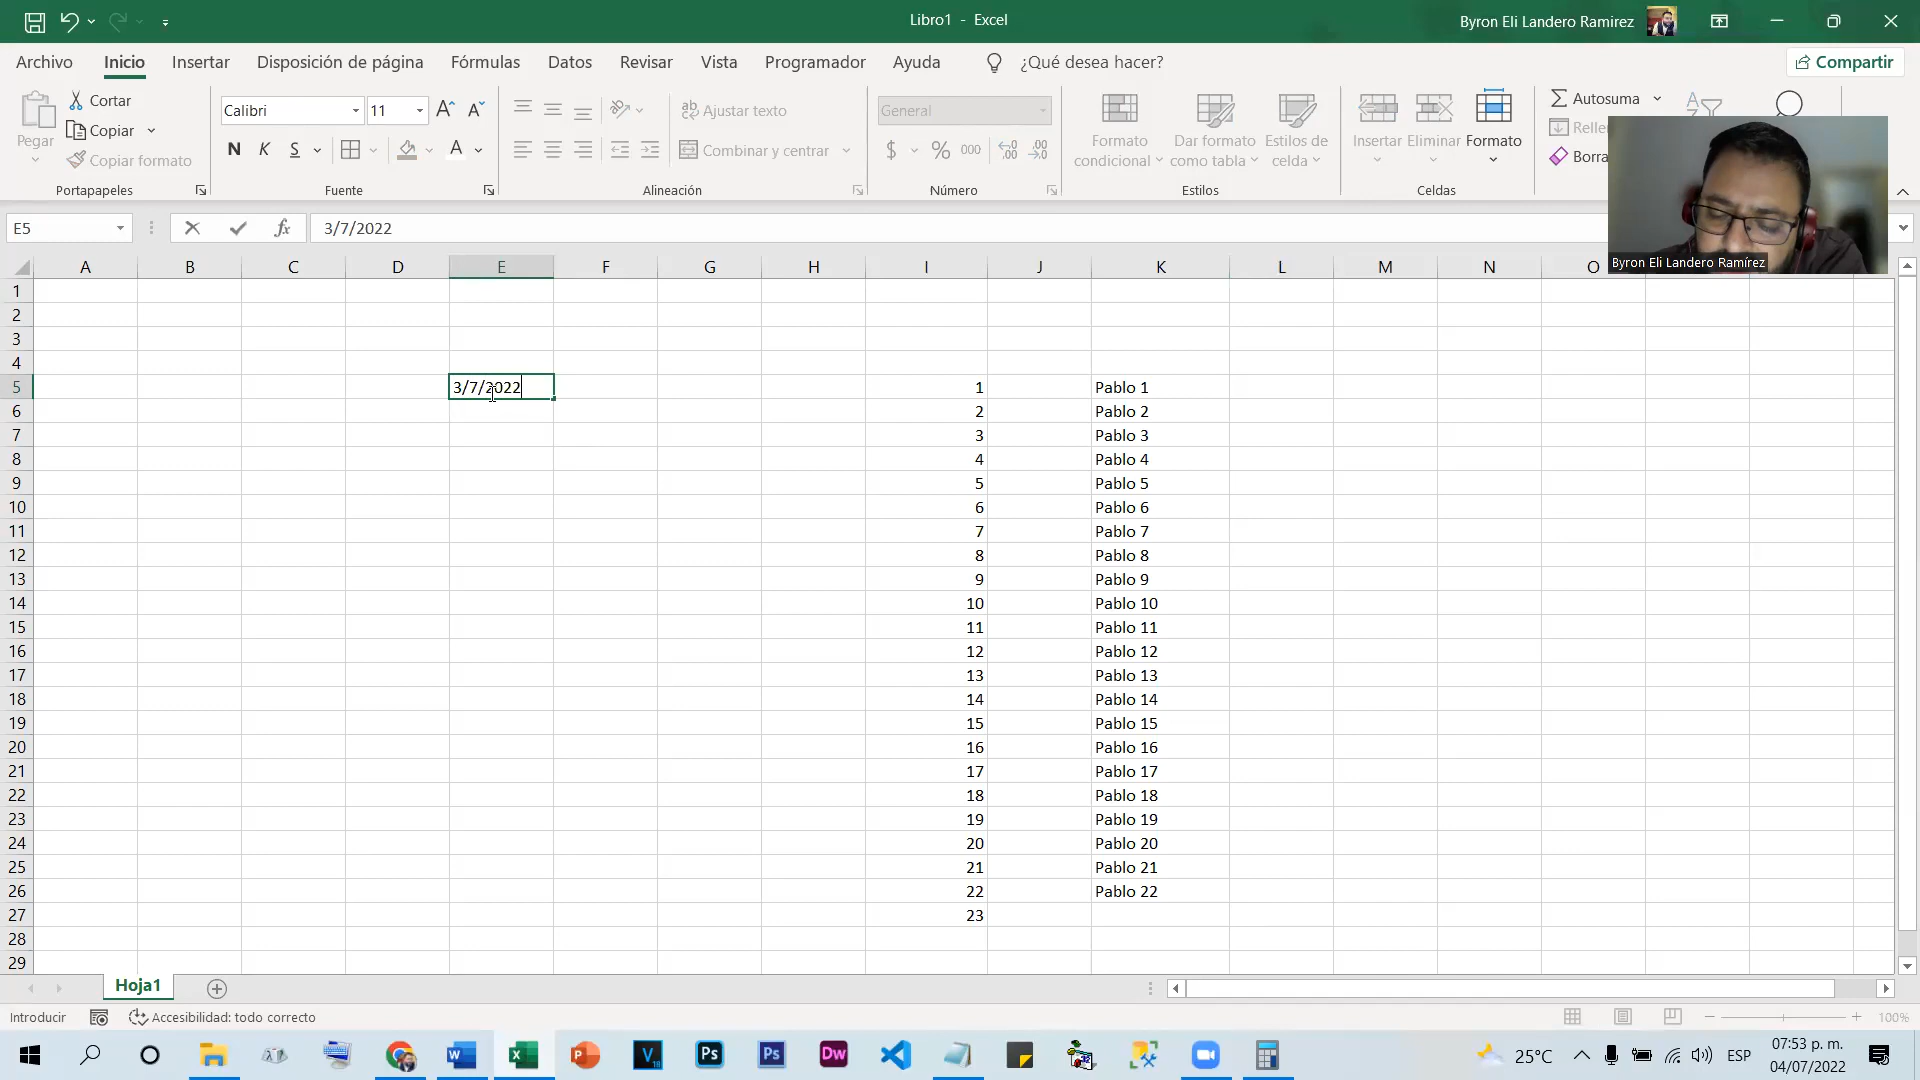 Libro1 - Excel
Byron Eli Landero Ramirez
Archivo Inicio Insertar Disposición de página Fórmulas Datos Revisar Vista Programador Ayuda ¿Qué desea hacer? Compartir
Pegar
Cortar
Copiar
Copiar formato
Portapapeles
Calibri 11
N K S
Fuente
Ajustar texto
Combinar y centrar
Alineación
General
$ % 000
Número
Formato condicional
Dar formato como tabla
Estilos de celda
Estilos
Insertar Eliminar Formato
Celdas
Autosuma
Relle
Borra
Byron Eli Landero Ramírez
E5 fx 3/7/2022
A B C D E F G H I J K L M N O
1
2
3
4
5 3/7/2022 1 Pablo 1
6 2 Pablo 2
7 3 Pablo 3
8 4 Pablo 4
9 5 Pablo 5
10 6 Pablo 6
11 7 Pablo 7
12 8 Pablo 8
13 9 Pablo 9
14 10 Pablo 10
15 11 Pablo 11
16 12 Pablo 12
17 13 Pablo 13
18 14 Pablo 14
19 15 Pablo 15
20 16 Pablo 16
21 17 Pablo 17
22 18 Pablo 18
23 19 Pablo 19
24 20 Pablo 20
25 21 Pablo 21
26 22 Pablo 22
27 23
28
29
Hoja1
Introducir Accesibilidad: todo correcto 100%
25°C ESP 07:53 p. m.
04/07/2022